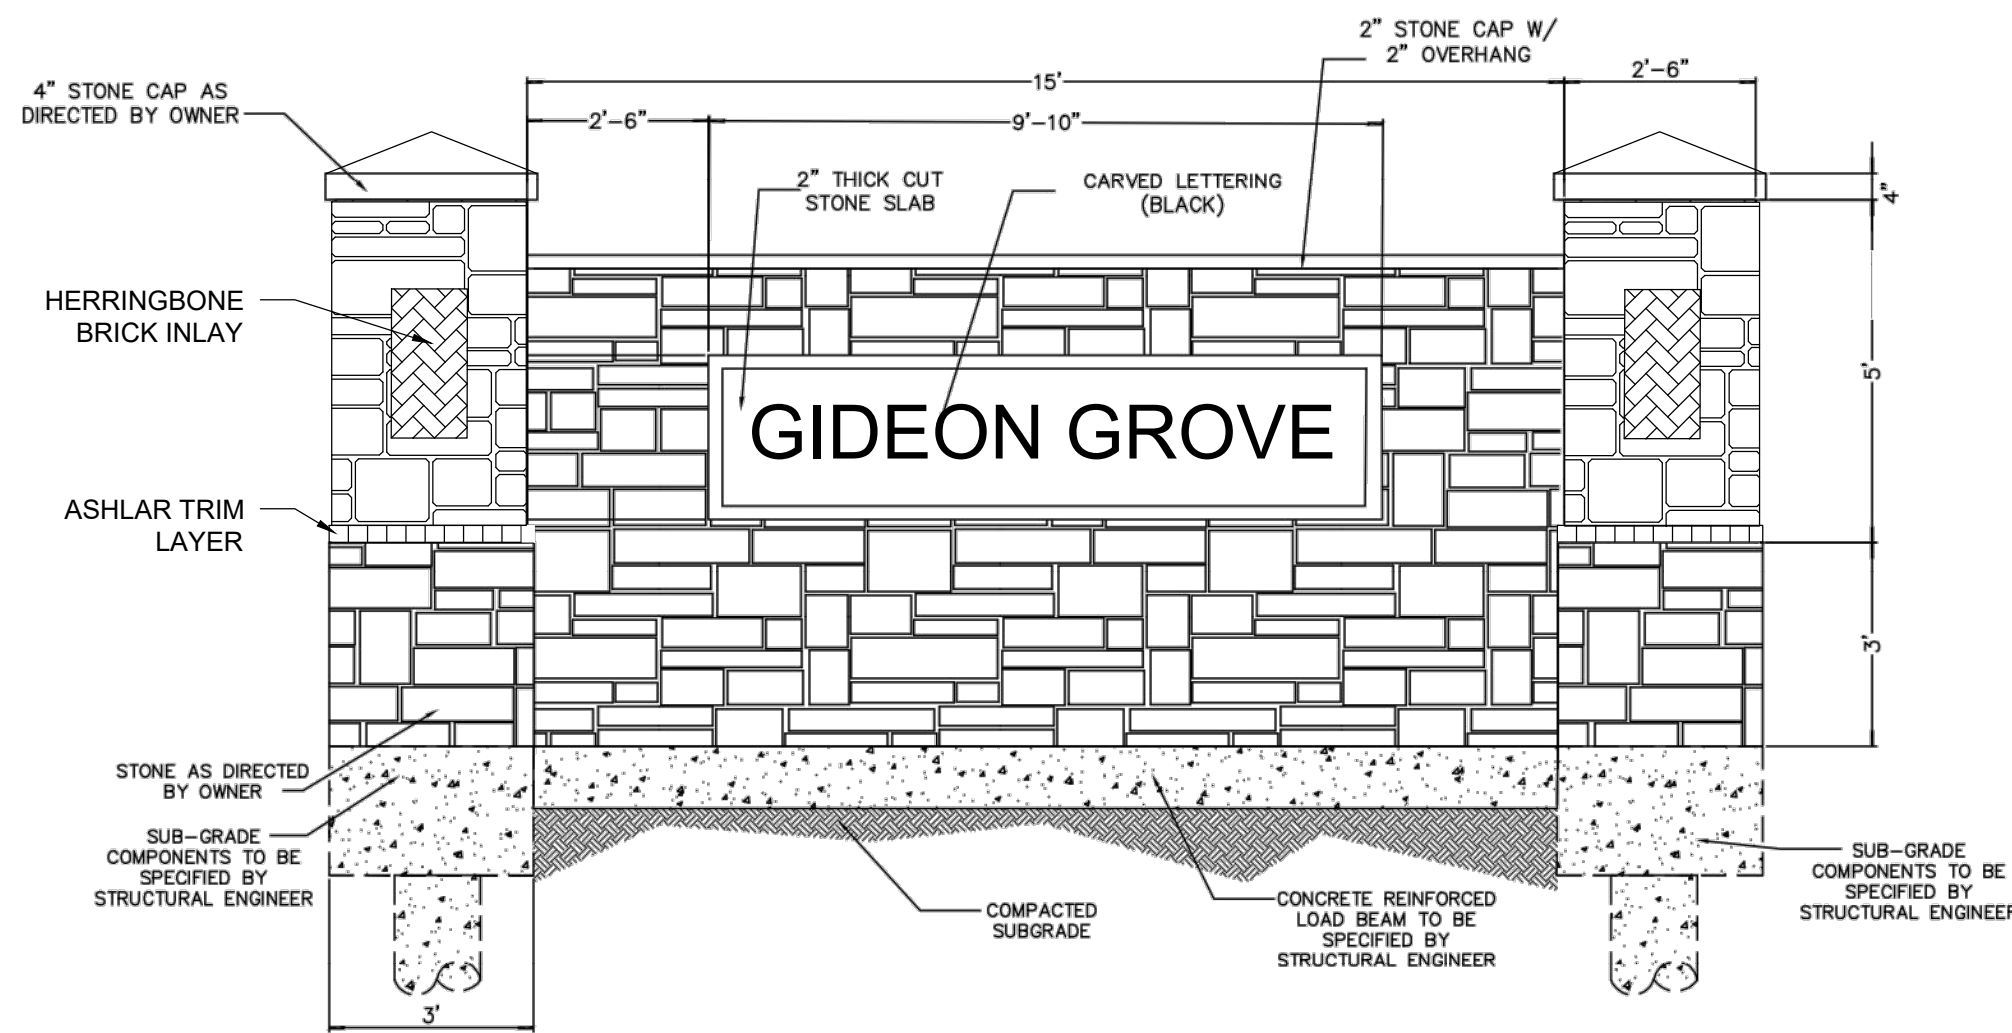 2” STONE CAP W/
2” OVERHANG
4” STONE CAP AS
DIRECTED BY OWNER
15'
2'-6”
2'-6”
9'-10”
2” THICK CUT
STONE SLAB
CARVED LETTERING
(BLACK)
4”
HERRINGBONE
BRICK INLAY
5'
GIDEON GROVE
ASHLAR TRIM
LAYER
3'
STONE AS DIRECTED
BY OWNER
SUB-GRADE
COMPONENTS TO BE
SPECIFIED BY
STRUCTURAL ENGINEER
COMPACTED
SUBGRADE
CONCRETE REINFORCED
LOAD BEAM TO BE
SPECIFIED BY
STRUCTURAL ENGINEER
SUB-GRADE
COMPONENTS TO BE
SPECIFIED BY
STRUCTURAL ENGINEER
3'